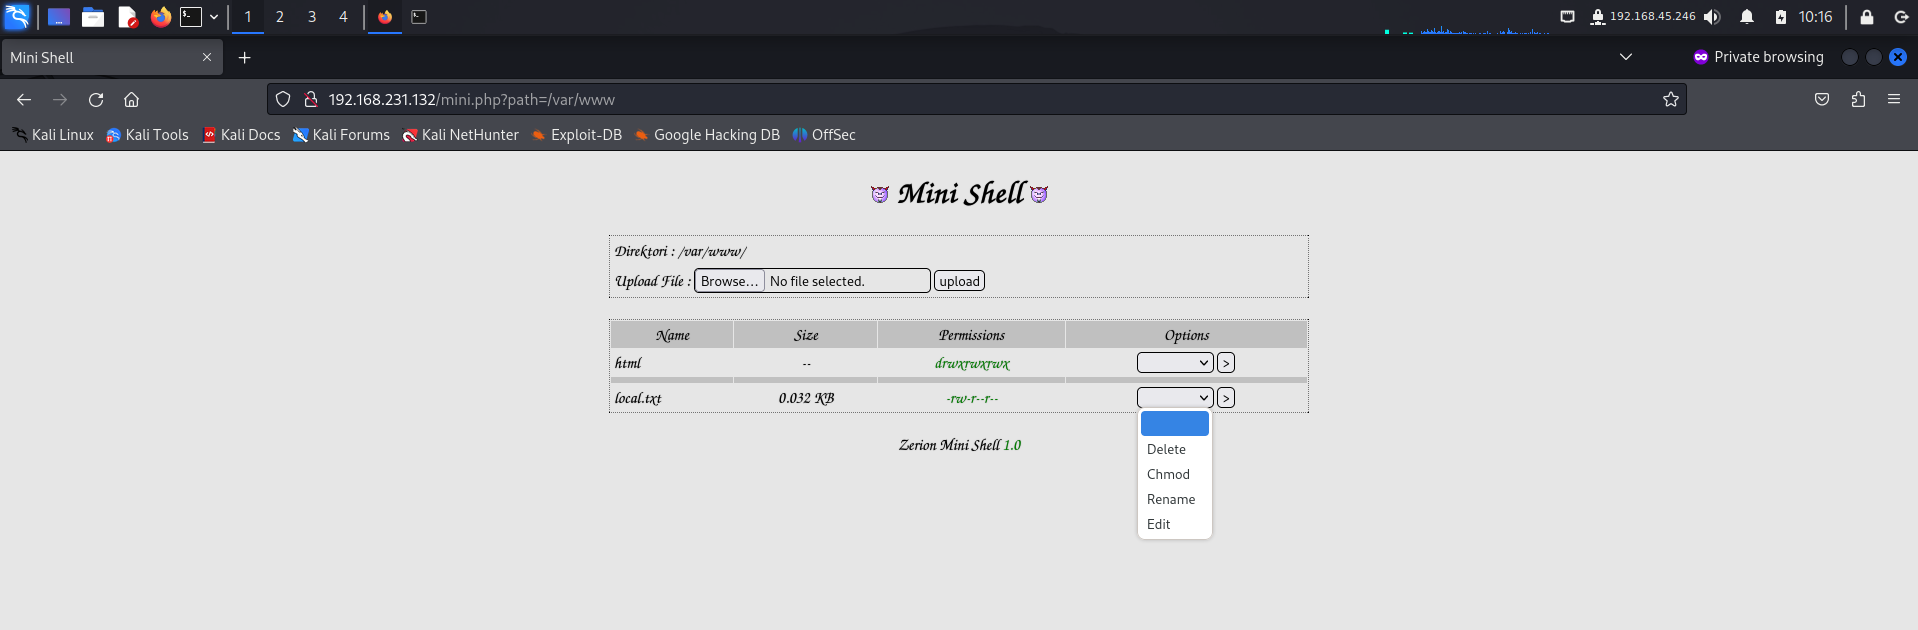 1 2 3 4 192.168.45.246 10:16
Mini Shell Private browsing
192.168.231.132/mini.php?path=/var/www
Kali Linux Kali Tools Kali Docs Kali Forums Kali NetHunter Exploit-DB Google Hacking DB OffSec
Mini Shell
Direktori : /var/www/
Upload File : Browse... No file selected. upload
Name Size Permissions Options
html -- drwxrwxrwx >
local.txt 0.032 KB -rw-r--r-- >
Delete
Zerion Mini Shell 1.0
Chmod
Rename
Edit